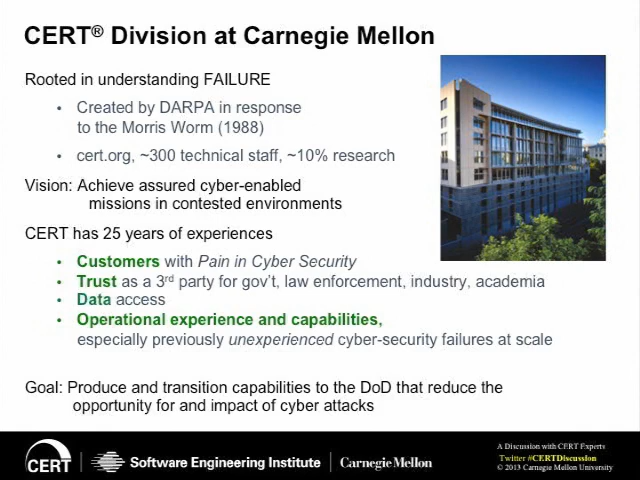 CERT® Division at Carnegie Mellon
Rooted in understanding FAILURE
• Created by DARPA in response
to the Morris Worm (1988)
• cert.org, ~300 technical staff, ~10% research
Vision: Achieve assured cyber-enabled
missions in contested environments
CERT has 25 years of experiences
• Customers with Pain in Cyber Security
• Trust as a 3rd party for gov't, law enforcement, industry, academia
• Data access
• Operational experience and capabilities,
especially previously unexperienced cyber-security failures at scale
Goal: Produce and transition capabilities to the DoD that reduce the
opportunity for and impact of cyber attacks
CERT
Software Engineering Institute
Carnegie Mellon
A Discussion with CERT Experts
Twitter #CERTDiscussion
© 2013 Carnegie Mellon University